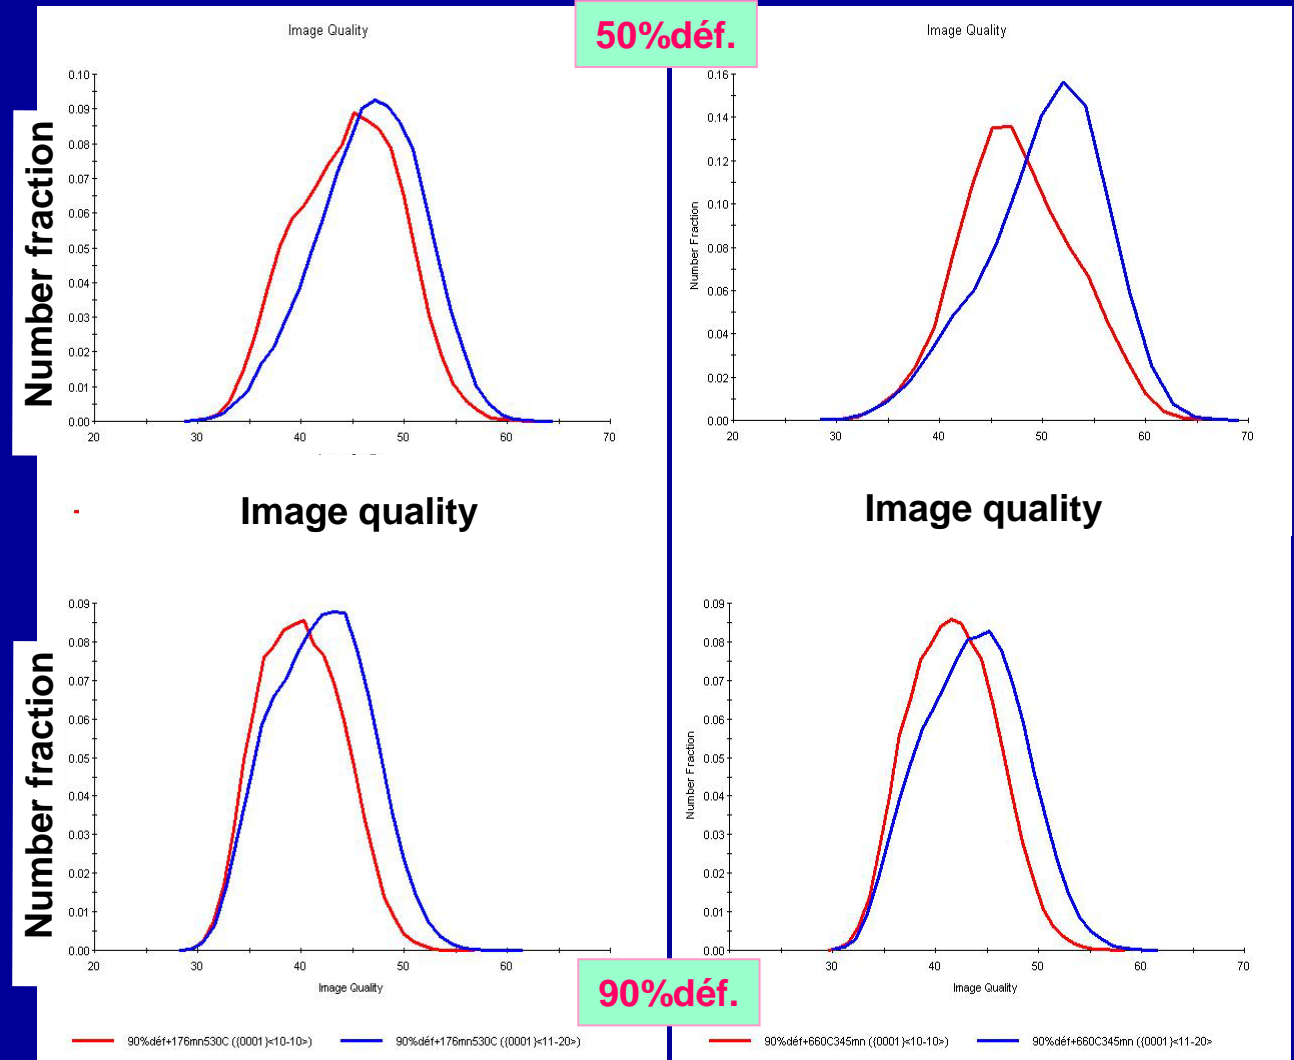 50%déf.
Image Quality
Image Quality
0.10
0.09
0.08
0.07
0.06
0.05
0.04
0.03
0.02
0.01
0.00
20 30 40 50 60 70
Number fraction
0.16
0.14
0.12
0.10
0.08
0.06
0.04
0.02
0.00
20 30 40 50 60 70
Number Fraction
Image quality
Image quality
0.09
0.08
0.07
0.06
0.05
0.04
0.03
0.02
0.01
0.00
20 30 40 50 60
Number fraction
Image Quality
0.09
0.08
0.07
0.06
0.05
0.04
0.03
0.02
0.01
0.00
30 40 50 60 70
Number Fraction
Image Quality
90%déf.
90%déf+176mn530C ({0001}<10-10>)
90%déf+176mn530C ({0001}<11-20>)
90%déf+660C345mn ({0001}<10-10>)
90%déf+660C345mn ({0001}<11-20>